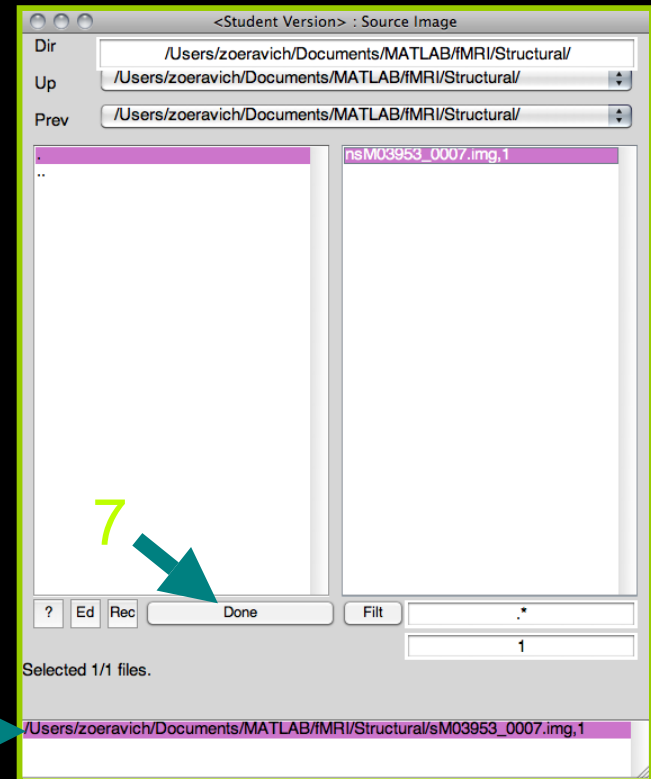 <Student Version> : Source Image
Dir
/Users/zoeravich/Documents/MATLAB/fMRI/Structural/
Up
/Users/zoeravich/Documents/MATLAB/fMRI/Structural/
Prev
/Users/zoeravich/Documents/MATLAB/fMRI/Structural/
.
..
nsM03953_0007.img,1
7
? Ed Rec Done Filt .*
1
Selected 1/1 files.
/Users/zoeravich/Documents/MATLAB/fMRI/Structural/sM03953_0007.img,1